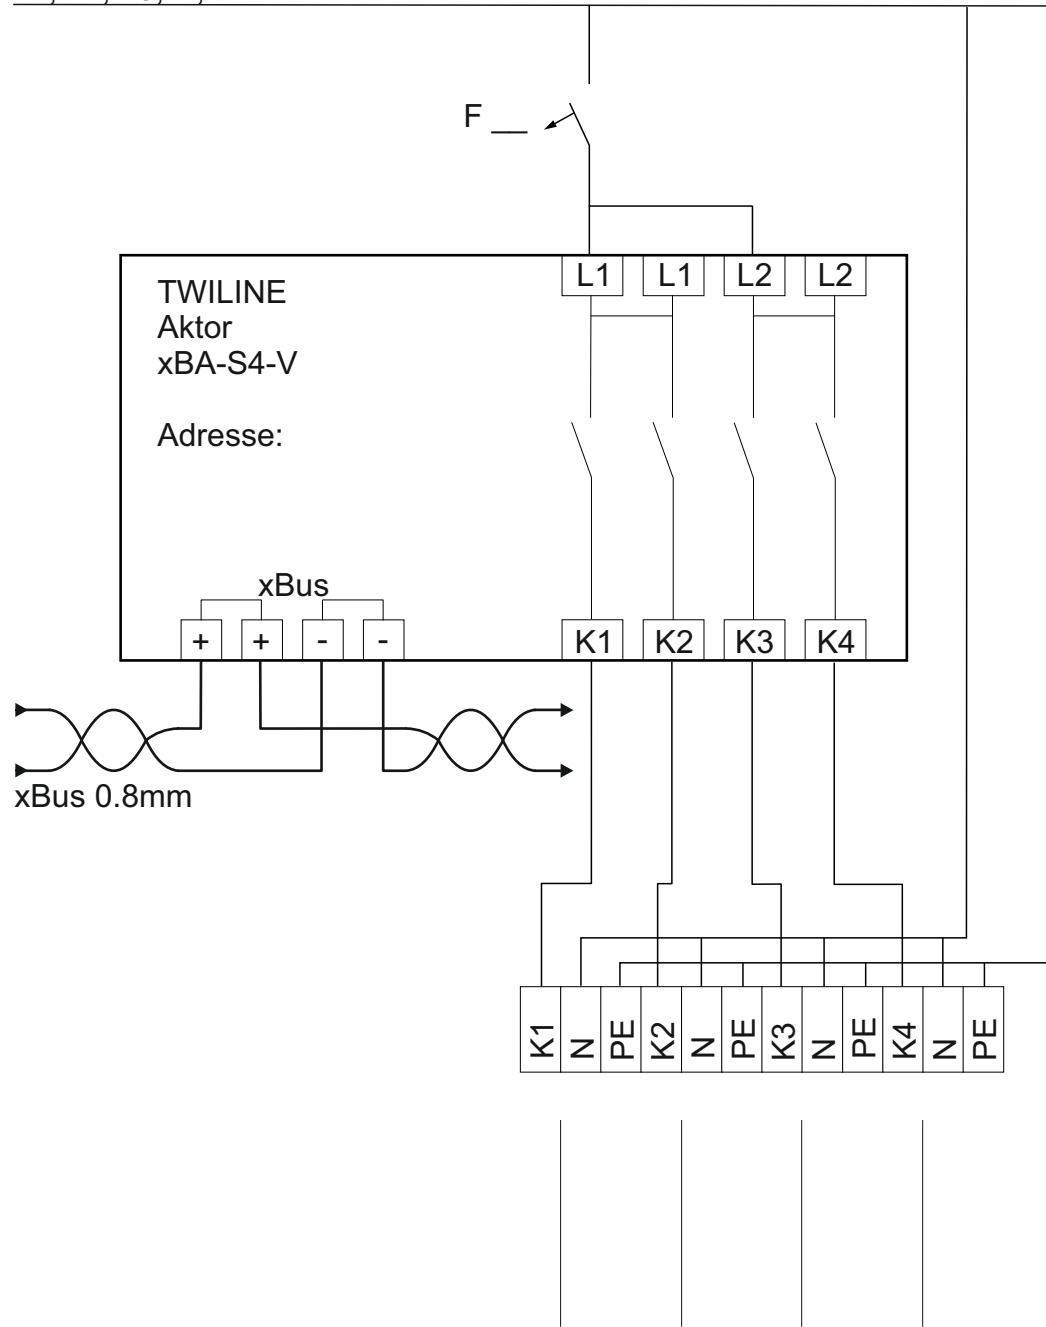 F __
L1 L1 L2 L2
TWILINE
Aktor
xBA-S4-V
Adresse:
xBus
+ + - -
K1 K2 K3 K4
xBus 0.8mm
K1 N PE K2 N PE K3 N PE K4 N PE